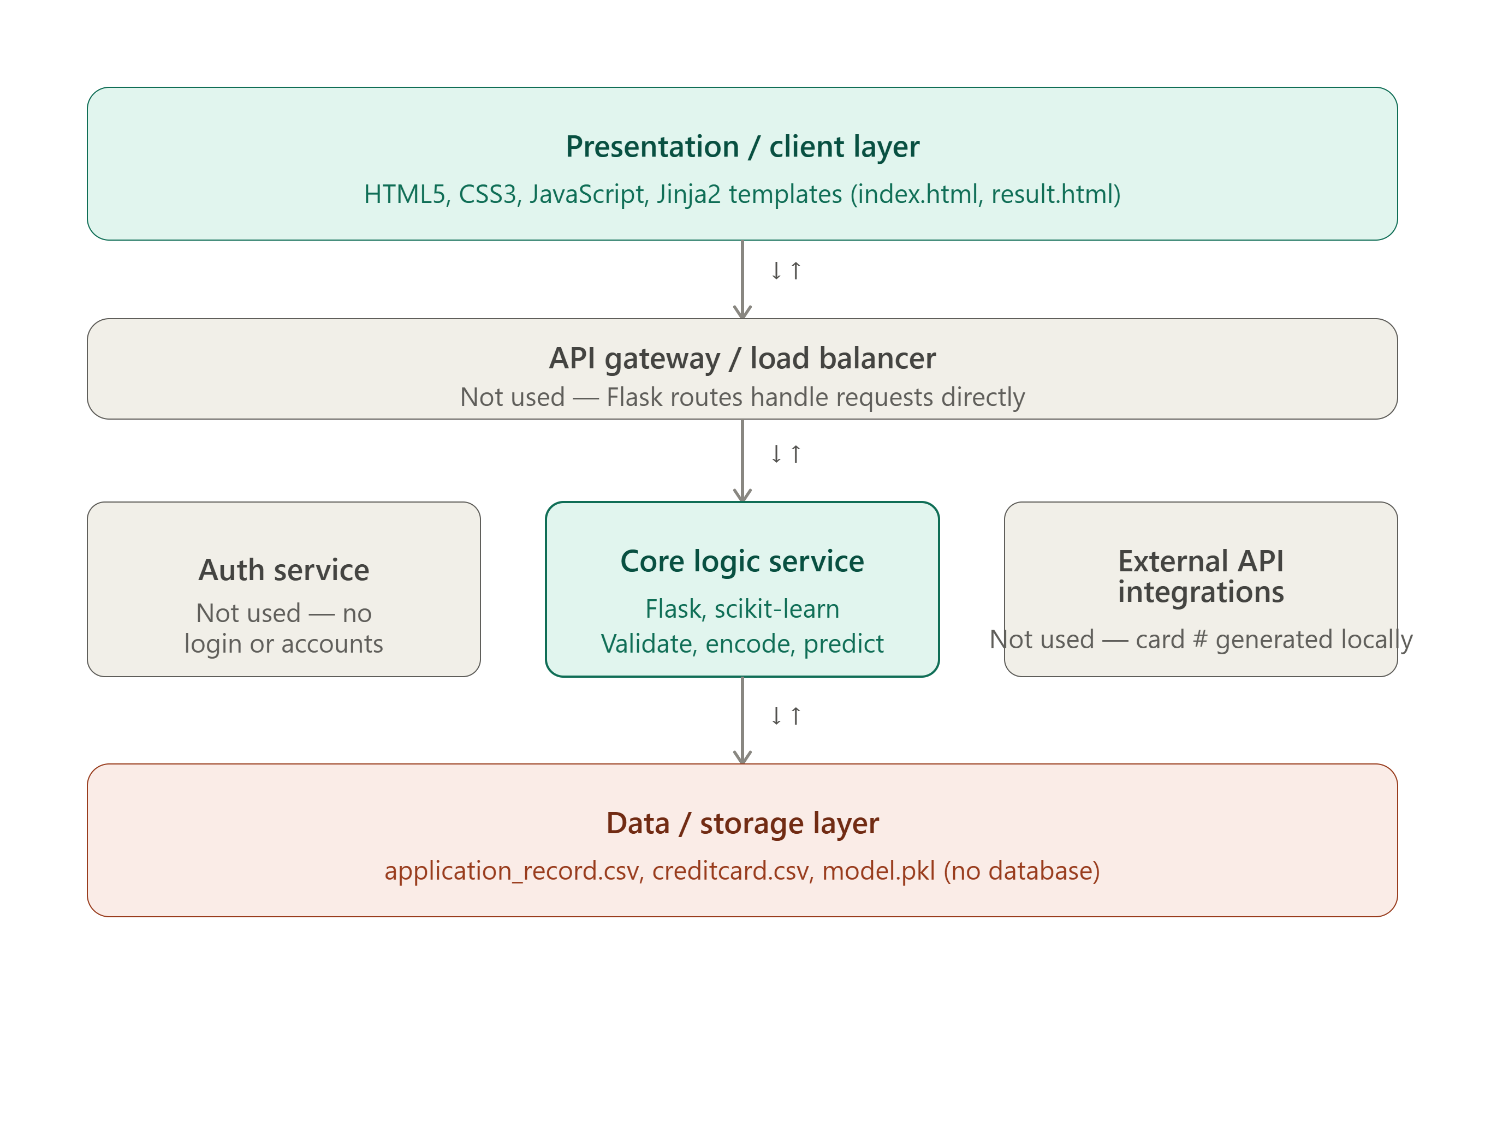 Presentation / client layer
HTML5, CSS3, JavaScript, Jinja2 templates (index.html, result.html)
↓ ↑
API gateway / load balancer
Not used — Flask routes handle requests directly
↓ ↑
Auth service
Not used — no
login or accounts
Core logic service
Flask, scikit-learn
Validate, encode, predict
External API
integrations
Not used — card # generated locally
↓ ↑
Data / storage layer
application_record.csv, creditcard.csv, model.pkl (no database)